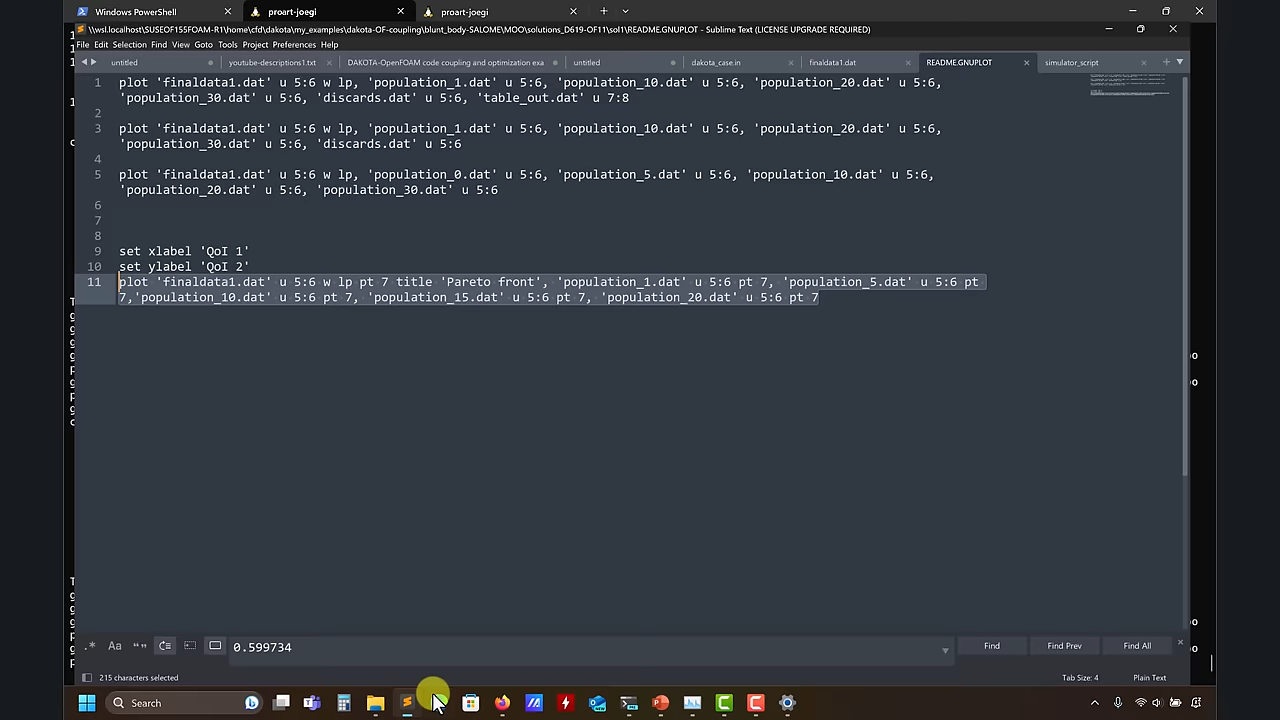 Windows PowerShell
proart-joegi
proart-joegi
\\wsl.localhost\SUSEOF155FOAM-R1\home\cfd\dakota\my_examples\dakota-OF-coupling\blunt_body-SALOME\MOO\solutions_D619-OF11\sol1\README.GNUPLOT - Sublime Text (LICENSE UPGRADE REQUIRED)
File Edit Selection Find View Goto Tools Project Preferences Help
untitled
youtube-descriptions1.txt
DAKOTA-OpenFOAM code coupling and optimization exa
untitled
dakota_case.in
finaldata1.dat
README.GNUPLOT
simulator_script
1 plot 'finaldata1.dat' u 5:6 w lp, 'population_1.dat' u 5:6, 'population_10.dat' u 5:6, 'population_20.dat' u 5:6,
'population_30.dat' u 5:6, 'discards.dat' u 5:6, 'table_out.dat' u 7:8
2
3 plot 'finaldata1.dat' u 5:6 w lp, 'population_1.dat' u 5:6, 'population_10.dat' u 5:6, 'population_20.dat' u 5:6,
'population_30.dat' u 5:6, 'discards.dat' u 5:6
4
5 plot 'finaldata1.dat' u 5:6 w lp, 'population_0.dat' u 5:6, 'population_5.dat' u 5:6, 'population_10.dat' u 5:6,
'population_20.dat' u 5:6, 'population_30.dat' u 5:6
6
7
8
9 set xlabel 'QoI 1'
10 set ylabel 'QoI 2'
11 plot 'finaldata1.dat' u 5:6 w lp pt 7 title 'Pareto front', 'population_1.dat' u 5:6 pt 7, 'population_5.dat' u 5:6 pt
7,'population_10.dat' u 5:6 pt 7, 'population_15.dat' u 5:6 pt 7, 'population_20.dat' u 5:6 pt 7
.* Aa “”
0.599734
Find
Find Prev
Find All
215 characters selected
Tab Size: 4
Plain Text
Search